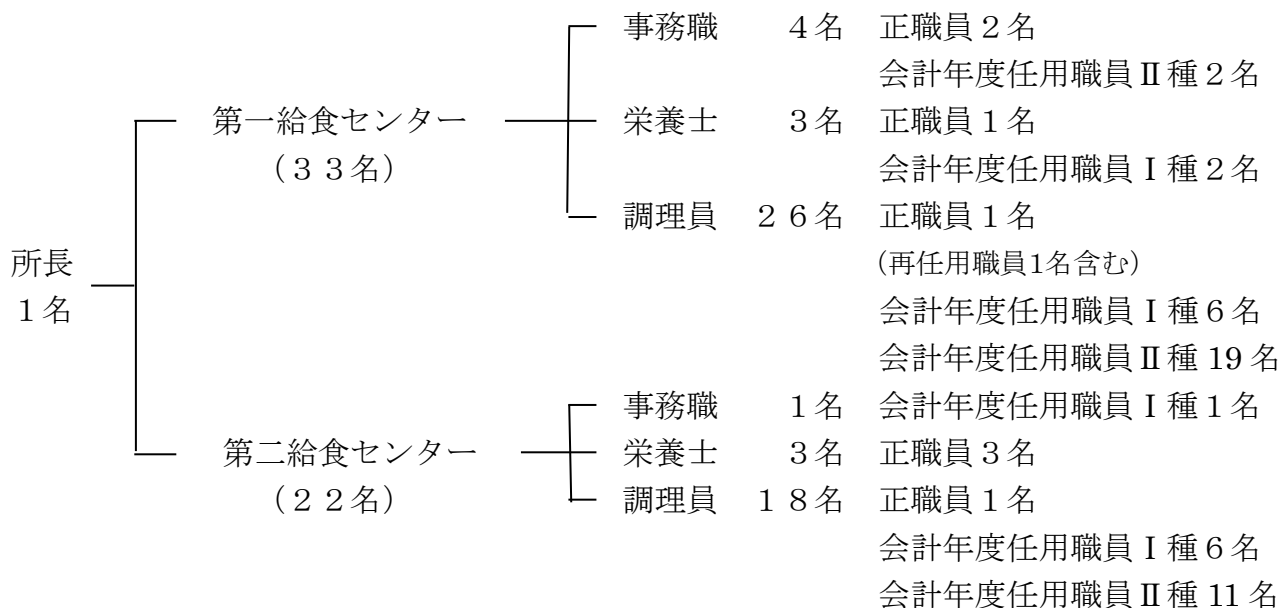 事務職 ４名 正職員２名
会計年度任用職員Ⅱ種２名
第一給食センター 栄養士 ３名 正職員１名
（３３名） 会計年度任用職員Ⅰ種２名
調理員 ２６名 正職員１名
所長 (再任用職員1名含む)
１名 会計年度任用職員Ⅰ種６名
会計年度任用職員Ⅱ種 19 名
事務職 １名 会計年度任用職員Ⅰ種１名
第二給食センター 栄養士 ３名 正職員３名
（２２名） 調理員 １８名 正職員１名
会計年度任用職員Ⅰ種６名
会計年度任用職員Ⅱ種 11 名